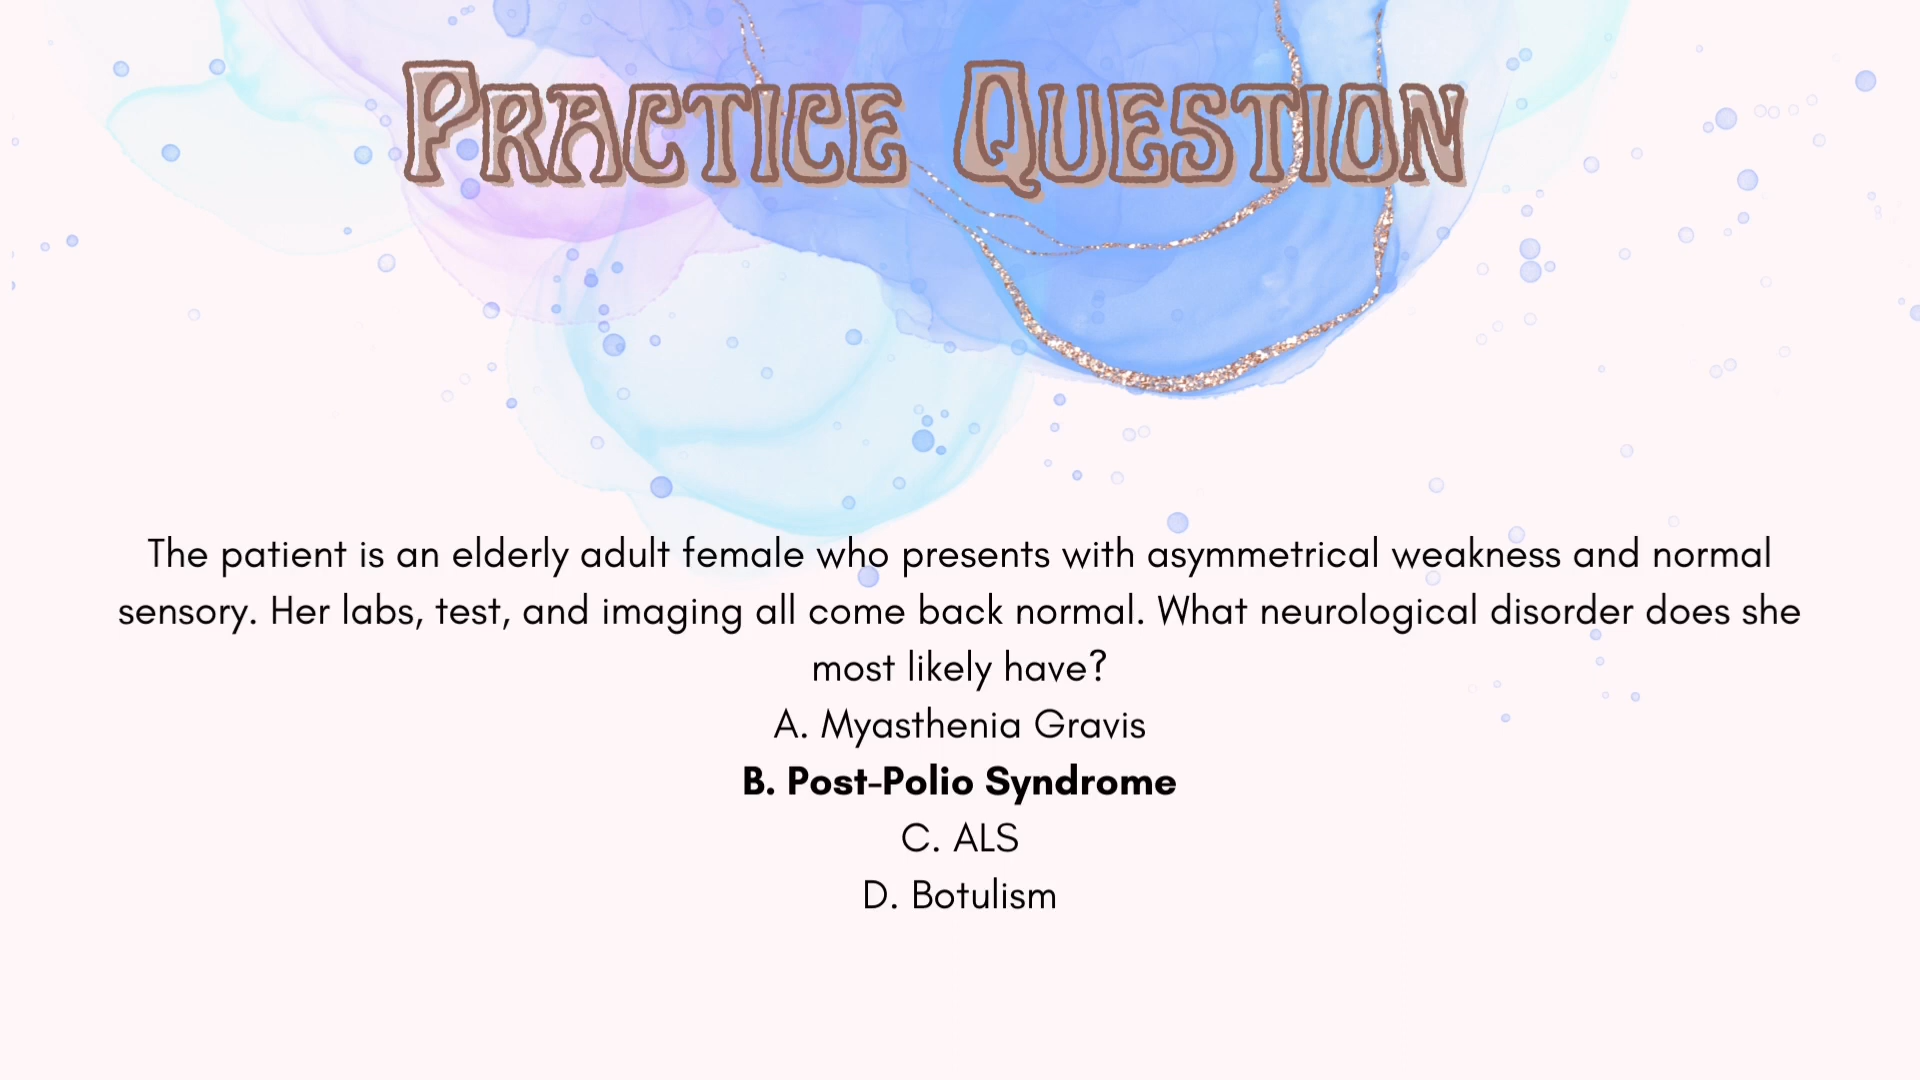 Practice Question
The patient is an elderly adult female who presents with asymmetrical weakness and normal
sensory. Her labs, test, and imaging all come back normal. What neurological disorder does she
most likely have?
A. Myasthenia Gravis
B. Post-Polio Syndrome
C. ALS
D. Botulism